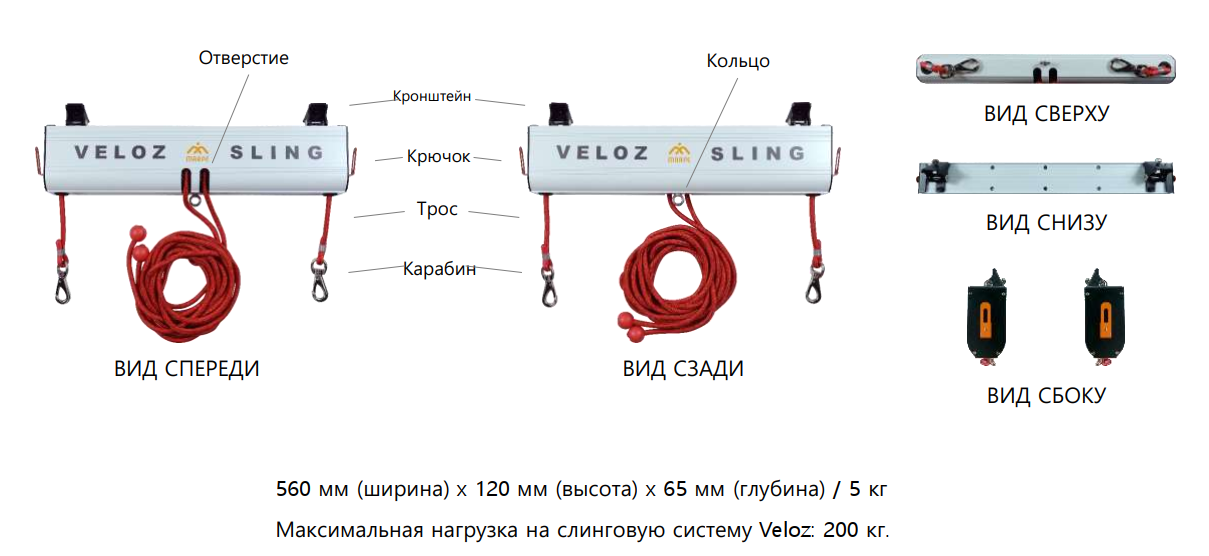 Отверстие
Кольцо
Кронштейн
VELOZ SLING
VELOZ SLING
Крючок
Трос
Карабин
ВИД СПЕРЕДИ
ВИД СЗАДИ
ВИД СВЕРХУ
ВИД СНИЗУ
ВИД СБОКУ
560 мм (ширина) x 120 мм (высота) x 65 мм (глубина) / 5 кг
Максимальная нагрузка на слинговую систему Veloz: 200 кг.